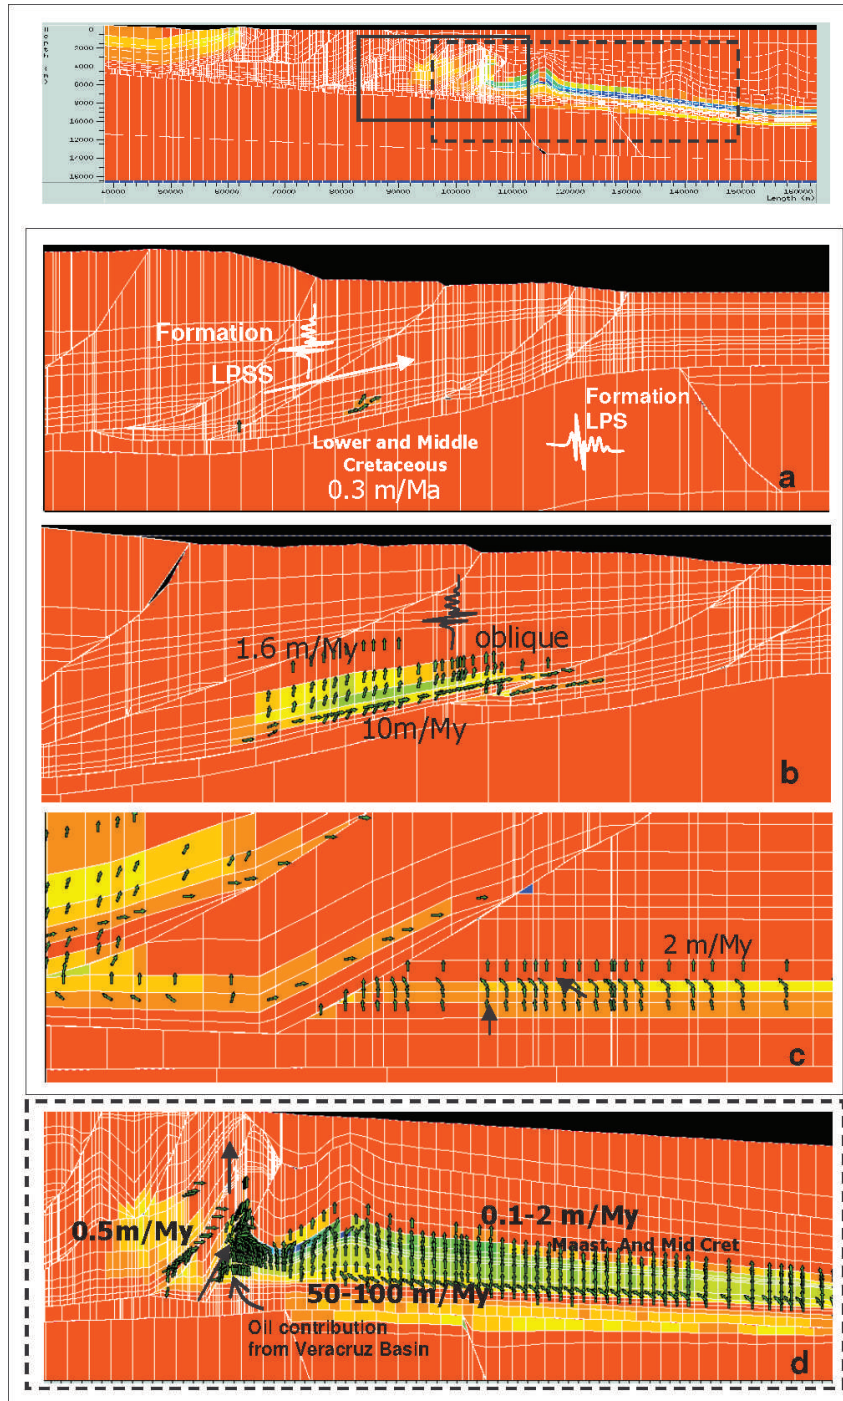 Depth (m)
0
2000
4000
6000
8000
10000
12000
14000
16000
40000
50000
60000
70000
80000
90000
100000
110000
120000
130000
140000
150000
160000
Length (m)
Formation
LPSS
Formation
LPS
Lower and Middle
Cretaceous
0.3 m/Ma
a
1.6 m/My
oblique
10m/My
b
2 m/My
c
0.5m/My
0.1-2 m/My
Maast. And Mid Cret
50-100 m/My
Oil contribution
from Veracruz Basin
d